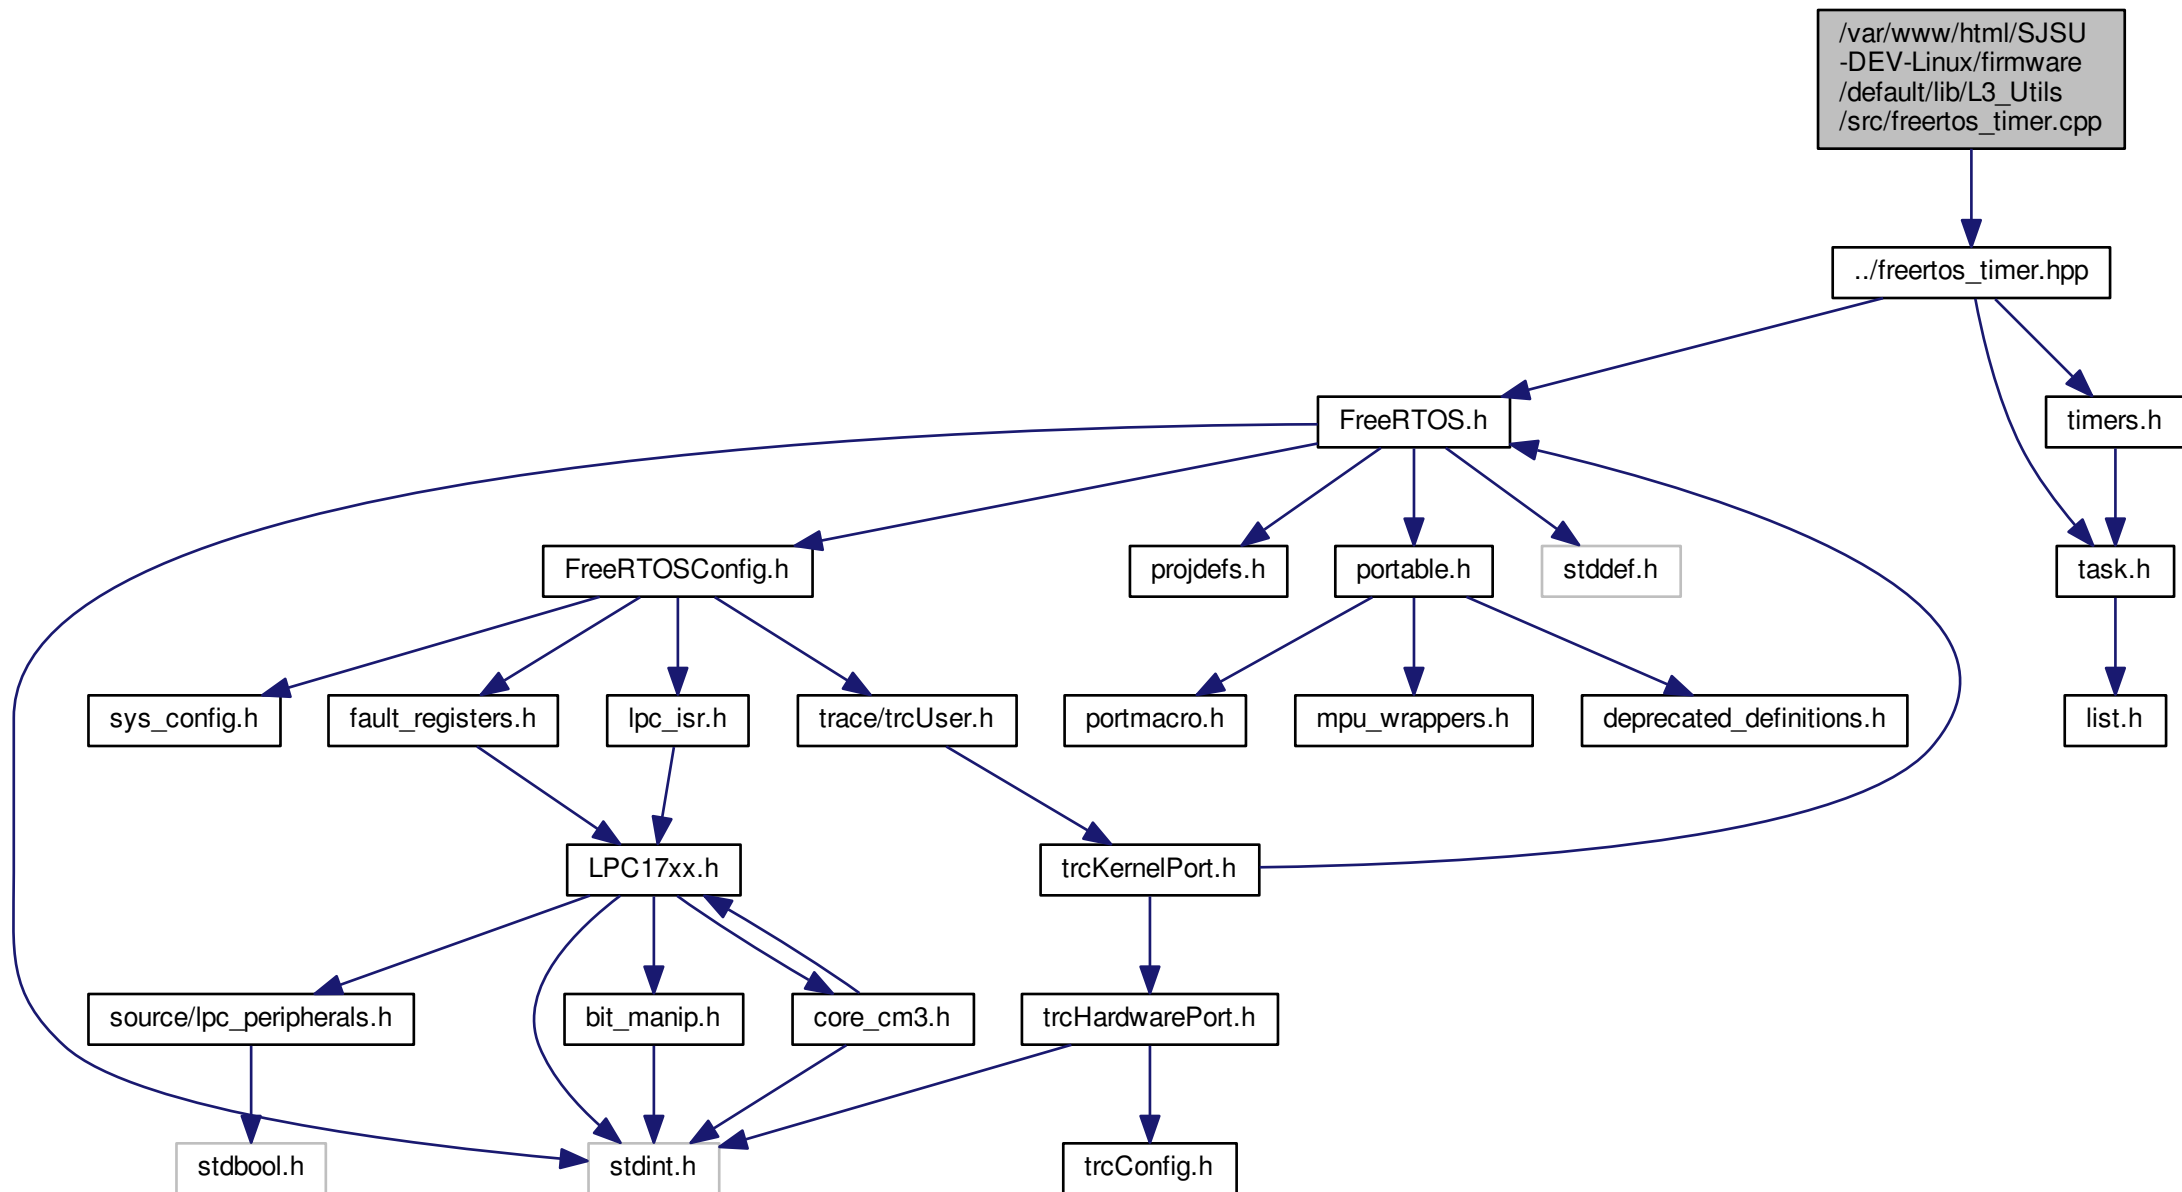 /var/www/html/SJSU
-DEV-Linux/firmware
/default/lib/L3_Utils
/src/freertos_timer.cpp
../freertos_timer.hpp
FreeRTOS.h
timers.h
FreeRTOSConfig.h
projdefs.h
portable.h
stddef.h
task.h
sys_config.h
fault_registers.h
lpc_isr.h
trace/trcUser.h
portmacro.h
mpu_wrappers.h
deprecated_definitions.h
list.h
LPC17xx.h
trcKernelPort.h
source/lpc_peripherals.h
bit_manip.h
core_cm3.h
trcHardwarePort.h
stdbool.h
stdint.h
trcConfig.h